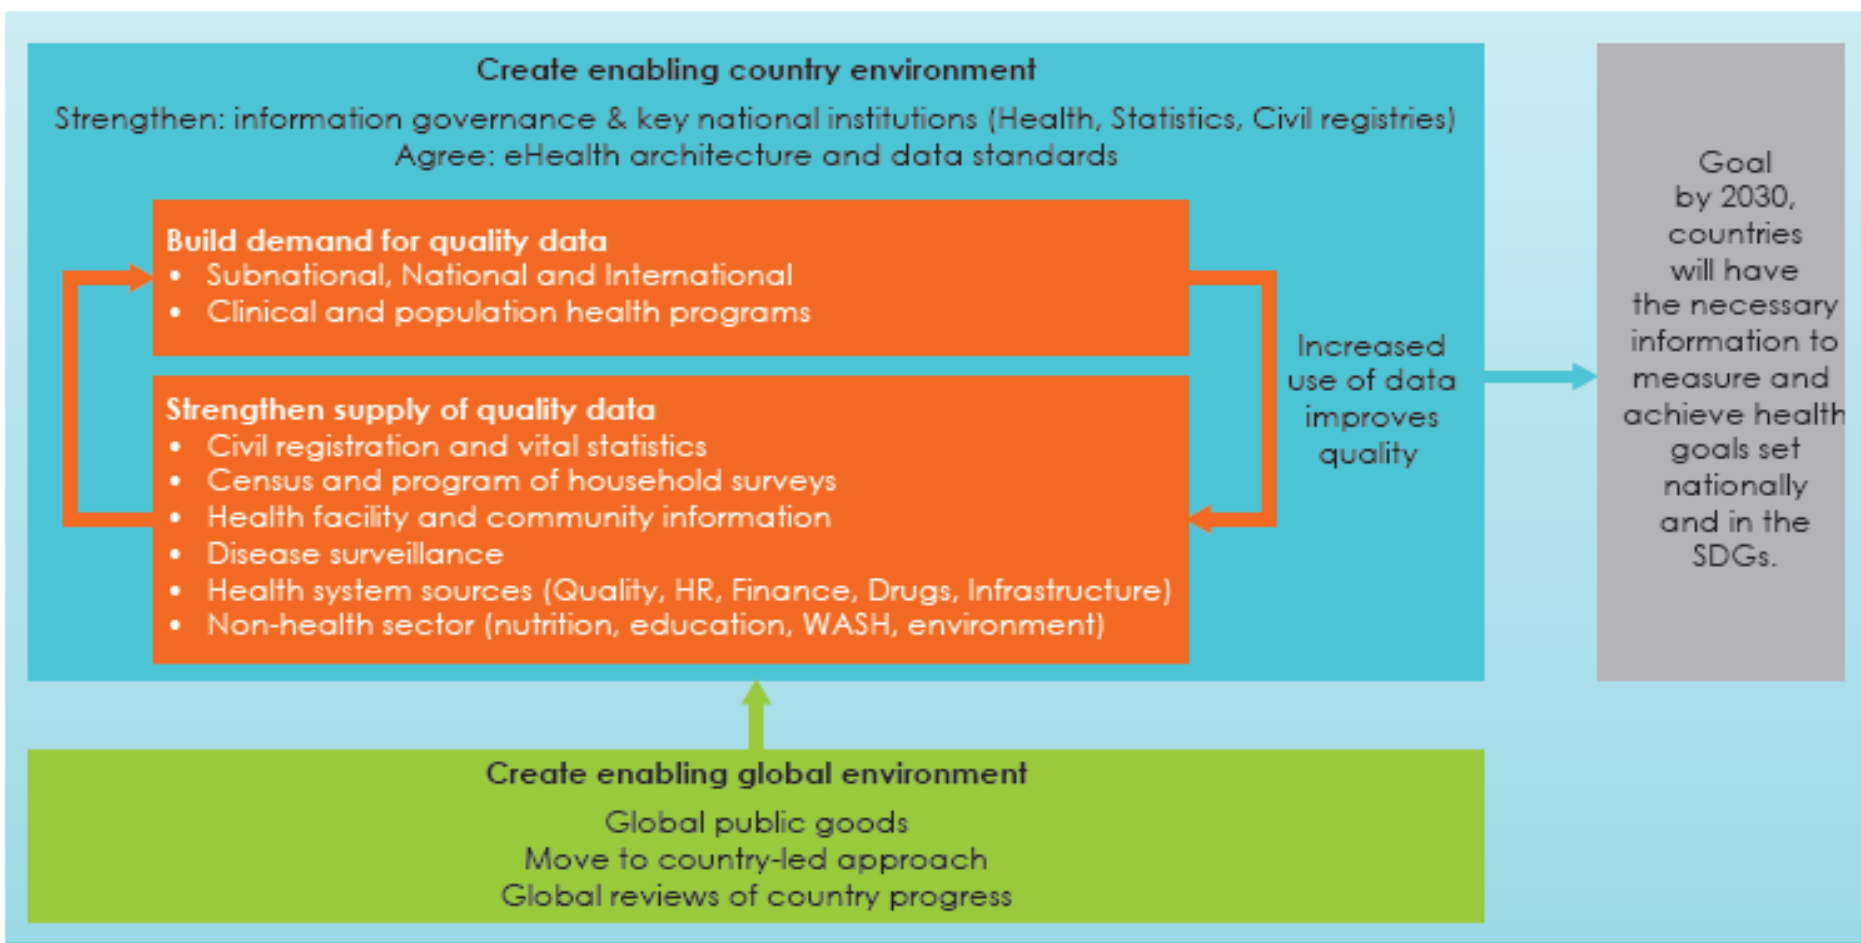 Create enabling country environment
Strengthen: information governance & key national institutions (Health, Statistics, Civil registries)
Agree: eHealth architecture and data standards
Build demand for quality data
• Subnational, National and International
• Clinical and population health programs
Strengthen supply of quality data
• Civil registration and vital statistics
• Census and program of household surveys
• Health facility and community information
• Disease surveillance
• Health system sources (Quality, HR, Finance, Drugs, Infrastructure)
• Non-health sector (nutrition, education, WASH, environment)
Increased
use of data
improves
quality
Goal
by 2030,
countries
will have
the necessary
information to
measure and
achieve health
goals set
nationally
and in the
SDGs.
Create enabling global environment
Global public goods
Move to country-led approach
Global reviews of country progress